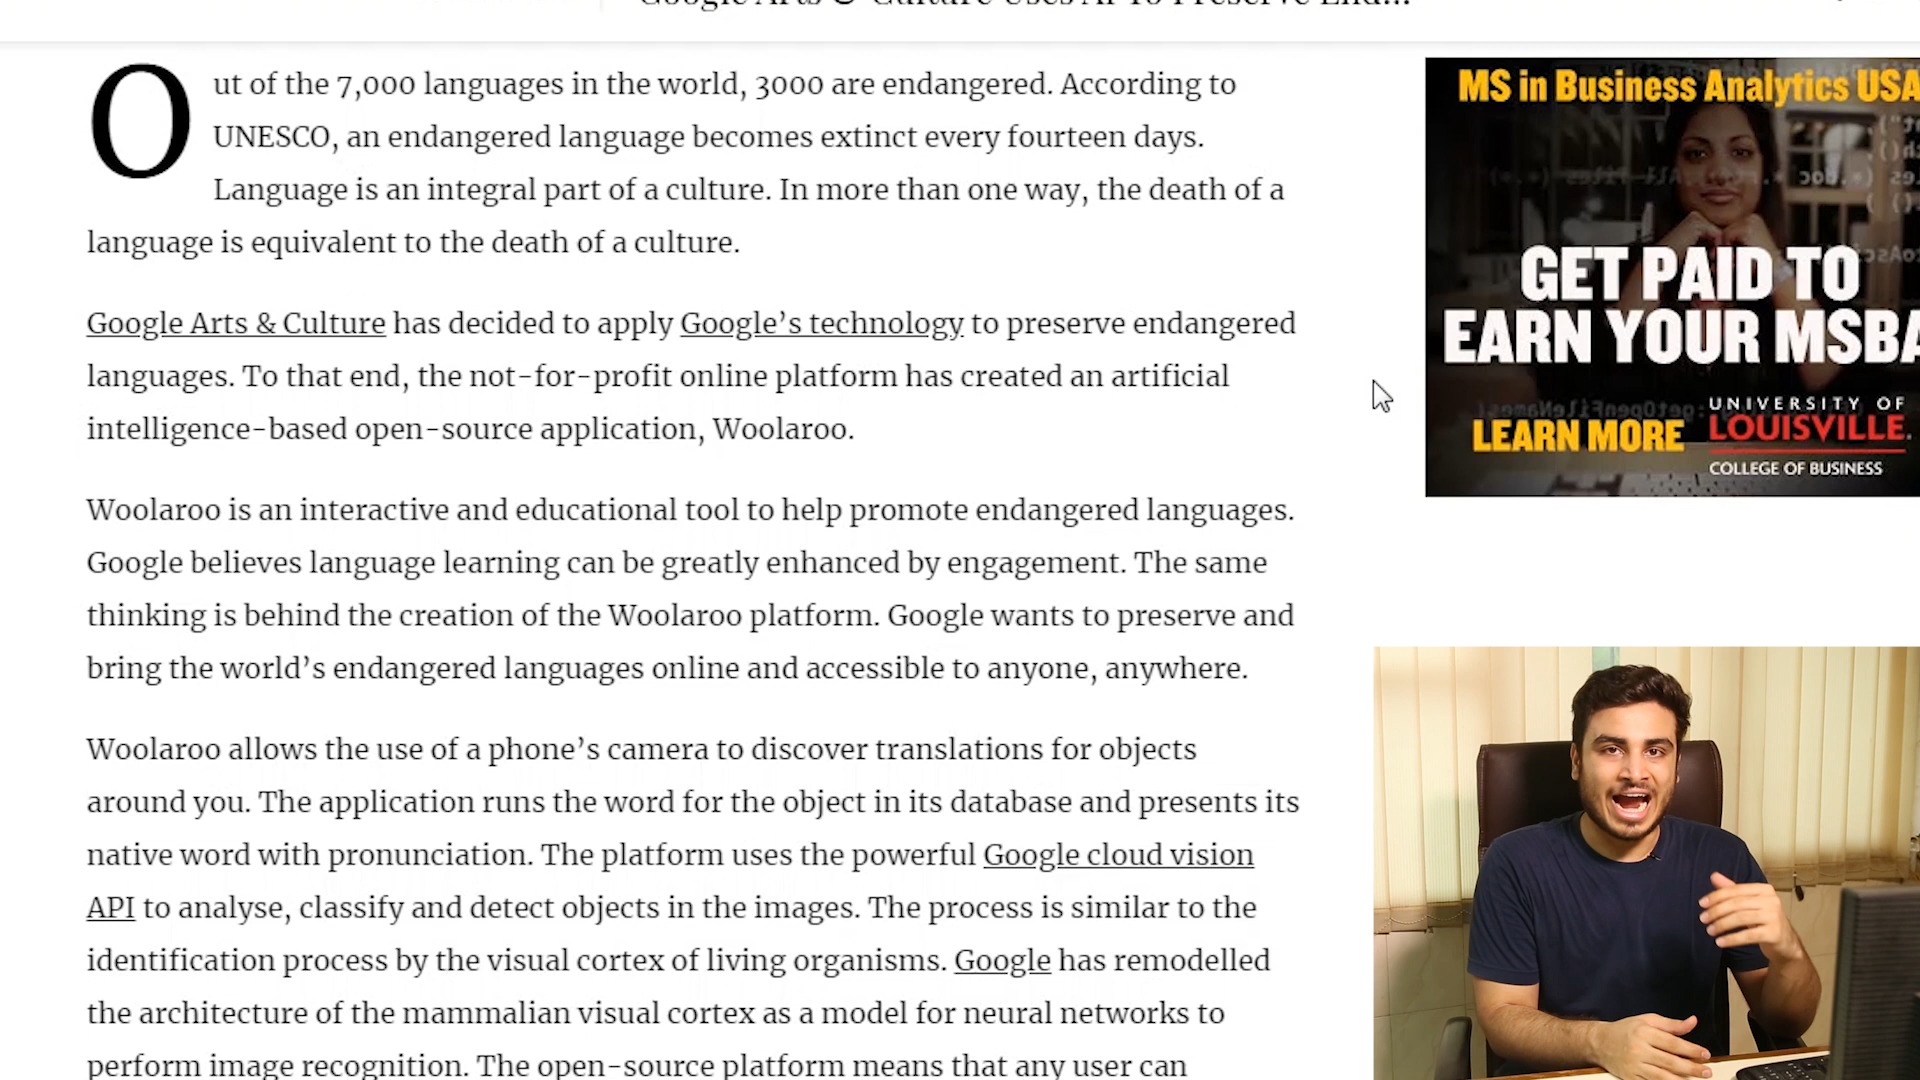 Google Arts & Culture Uses AI To Preserve End...
Out of the 7,000 languages in the world, 3000 are endangered. According to
UNESCO, an endangered language becomes extinct every fourteen days.
Language is an integral part of a culture. In more than one way, the death of a
language is equivalent to the death of a culture.
Google Arts & Culture has decided to apply Google’s technology to preserve endangered
languages. To that end, the not-for-profit online platform has created an artificial
intelligence-based open-source application, Woolaroo.
Woolaroo is an interactive and educational tool to help promote endangered languages.
Google believes language learning can be greatly enhanced by engagement. The same
thinking is behind the creation of the Woolaroo platform. Google wants to preserve and
bring the world’s endangered languages online and accessible to anyone, anywhere.
Woolaroo allows the use of a phone’s camera to discover translations for objects
around you. The application runs the word for the object in its database and presents its
native word with pronunciation. The platform uses the powerful Google cloud vision
API to analyse, classify and detect objects in the images. The process is similar to the
identification process by the visual cortex of living organisms. Google has remodelled
the architecture of the mammalian visual cortex as a model for neural networks to
perform image recognition. The open-source platform means that any user can
MS in Business Analytics USA
GET PAID TO
EARN YOUR MSBA
LEARN MORE
UNIVERSITY OF
LOUISVILLE.
COLLEGE OF BUSINESS